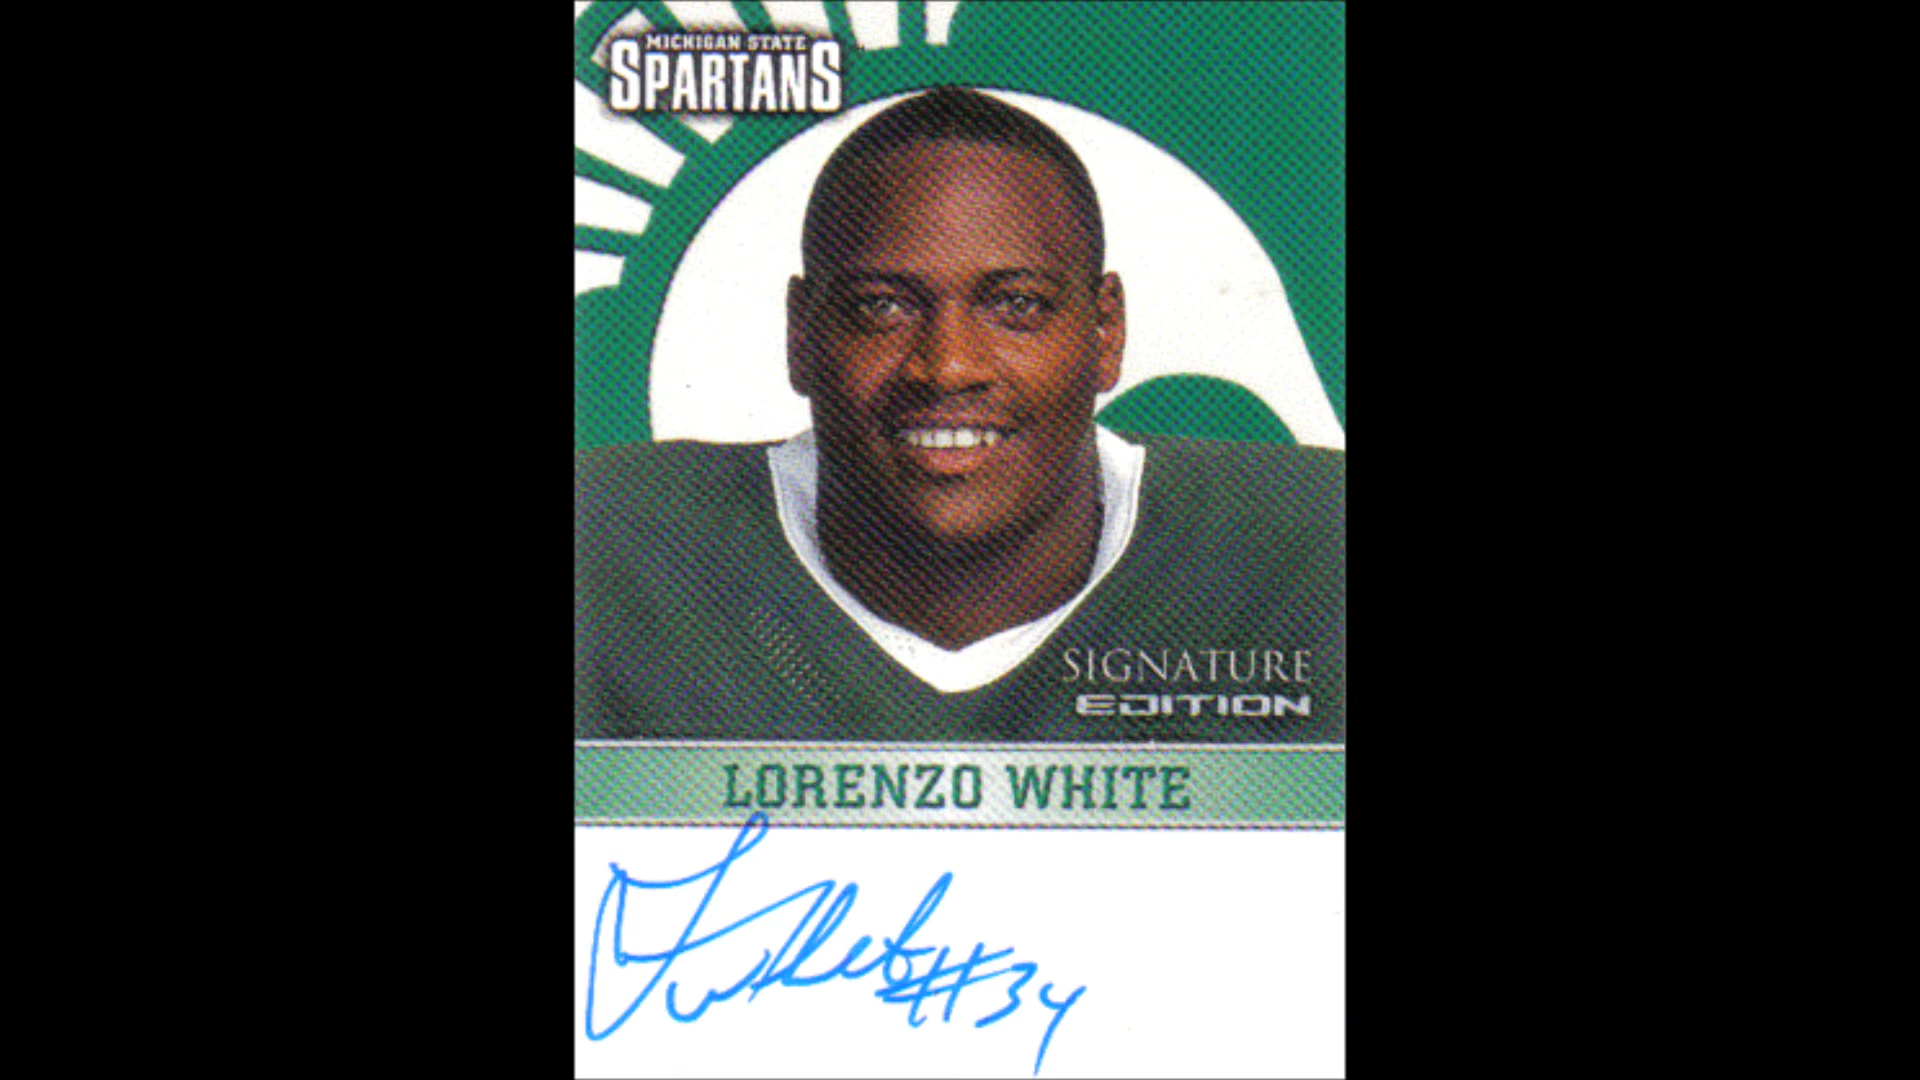 MICHIGAN STATE
SPARTANS
SIGNATURE
EDITION
LORENZO WHITE
#34